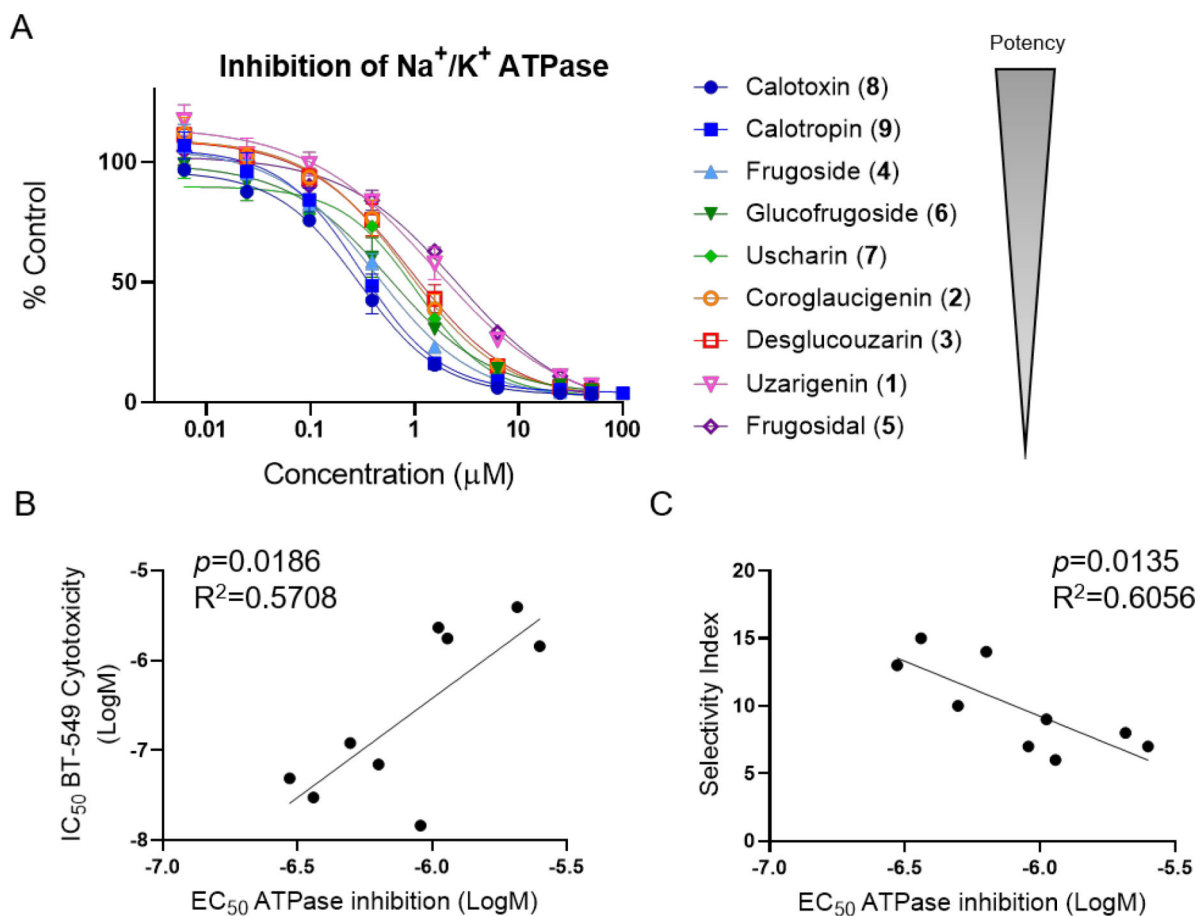 A
Inhibition of Na⁺/K⁺ ATPase
% Control
100
50
0
0.01
0.1
1
10
100
Concentration (μM)
Potency
Calotoxin (8)
Calotropin (9)
Frugoside (4)
Glucofrugoside (6)
Uscharin (7)
Coroglaucigenin (2)
Desglucouzarin (3)
Uzarigenin (1)
Frugosidal (5)
B
p=0.0186
R²=0.5708
IC₅₀ BT-549 Cytotoxicity
(LogM)
-5
-6
-7
-8
-7.0
-6.5
-6.0
-5.5
EC₅₀ ATPase inhibition (LogM)
C
p=0.0135
R²=0.6056
Selectivity Index
20
15
10
5
0
-7.0
-6.5
-6.0
-5.5
EC₅₀ ATPase inhibition (LogM)